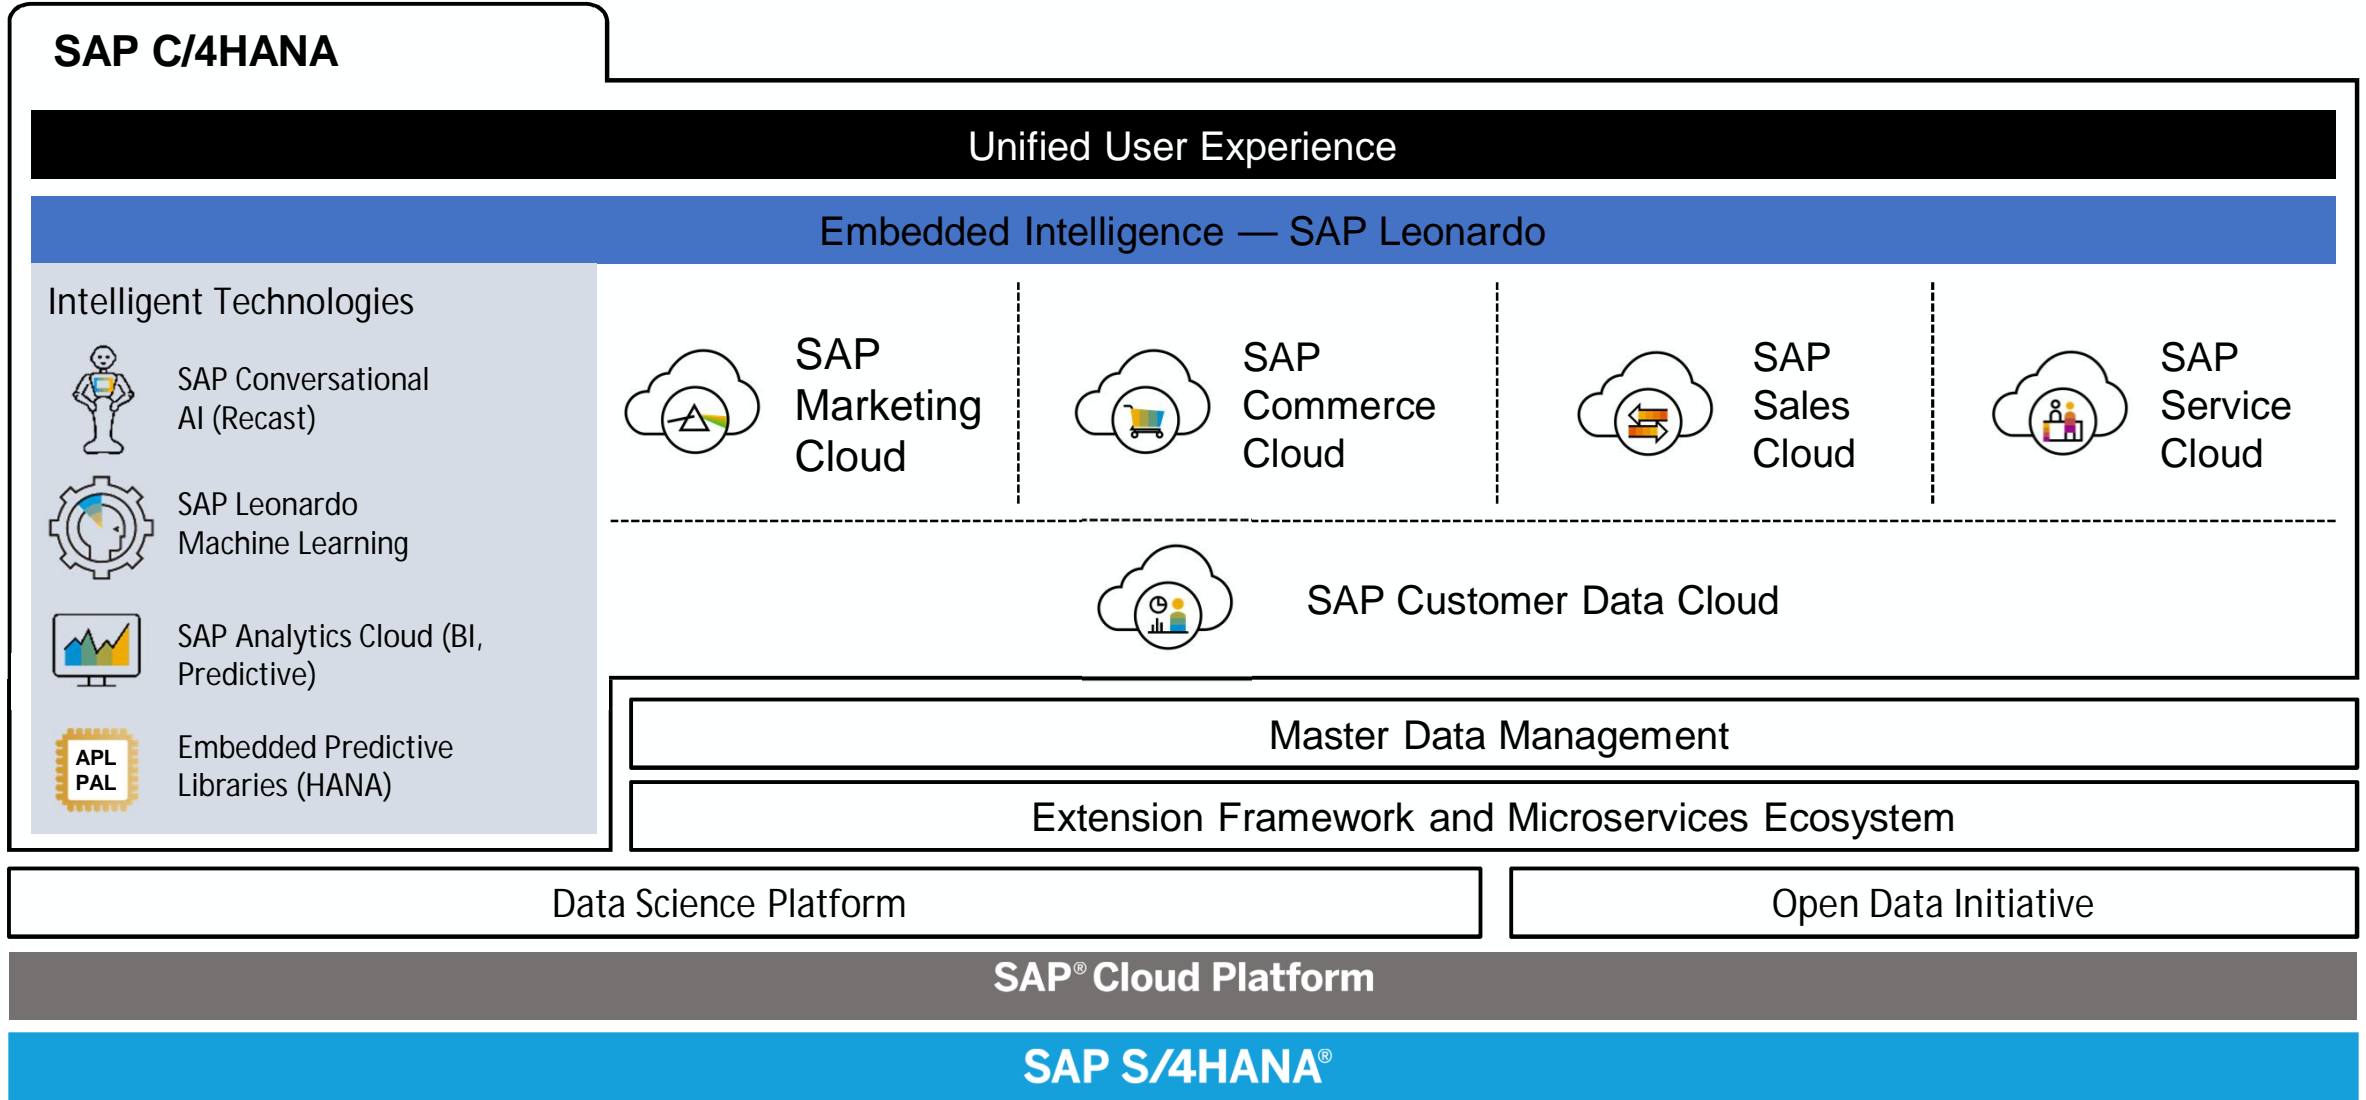 SAP C/4HANA
Unified User Experience
Embedded Intelligence — SAP Leonardo
Intelligent Technologies
SAP Conversational
AI (Recast)
SAP Leonardo
Machine Learning
SAP Analytics Cloud (BI,
Predictive)
APL
PAL
Embedded Predictive
Libraries (HANA)
SAP
Marketing
Cloud
SAP
Commerce
Cloud
SAP
Sales
Cloud
SAP
Service
Cloud
SAP Customer Data Cloud
Master Data Management
Extension Framework and Microservices Ecosystem
Data Science Platform
Open Data Initiative
SAP® Cloud Platform
SAP S/4HANA®